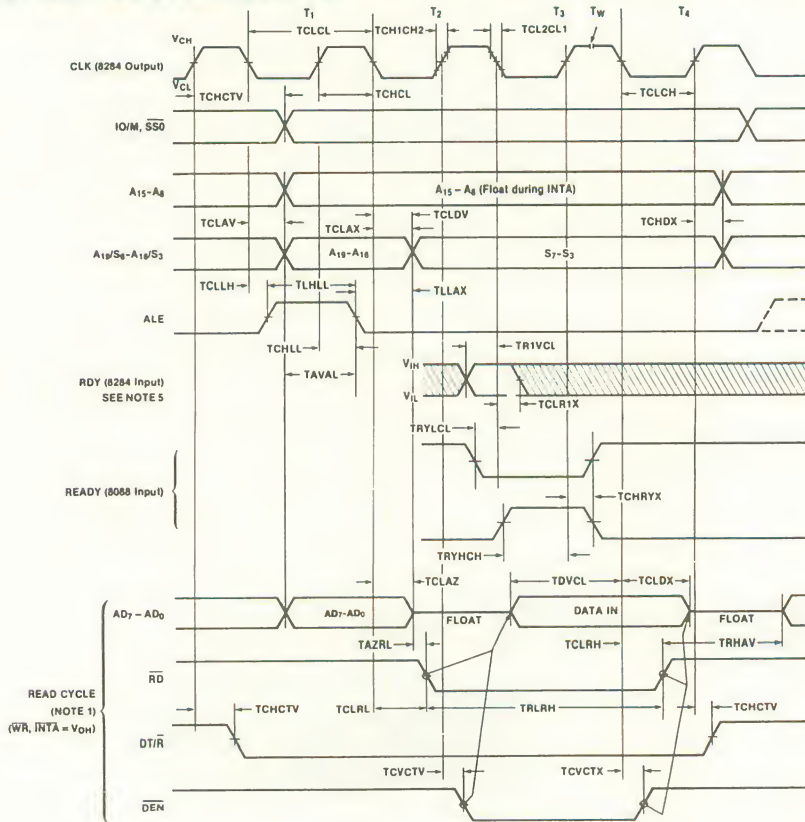 T1 T2 T3 TW T4
VCH
TCLCL TCH1CH2 TCL2CL1
CLK (8284 Output)
VCL
TCHCTV TCHCL TCLCH
IO/M, SS0
A15-A8
A15 – A8 (Float during INTA)
TCLAV TCLDV
TCLAX TCHDX
A19/S6-A16/S3
A19-A16
S7-S3
TCLLH TLHLL TLLAX
ALE
TCHLL TR1VCL
TAVAL
RDY (8284 Input)
SEE NOTE 5
VIH
VIL
TCLR1X
TRYLCL
READY (8088 Input)
TCHRYX
TRYHCH
TCLAZ TDVCL TCLDX
AD7 – AD0
AD7-AD0
FLOAT
DATA IN
FLOAT
TAZRL TCLRH TRHAV
RD
READ CYCLE
(NOTE 1)
(WR, INTA = VOH)
TCHCTV TCLRL TRLRH TCHCTV
DT/R
TCVCTV TCVCTX
DEN